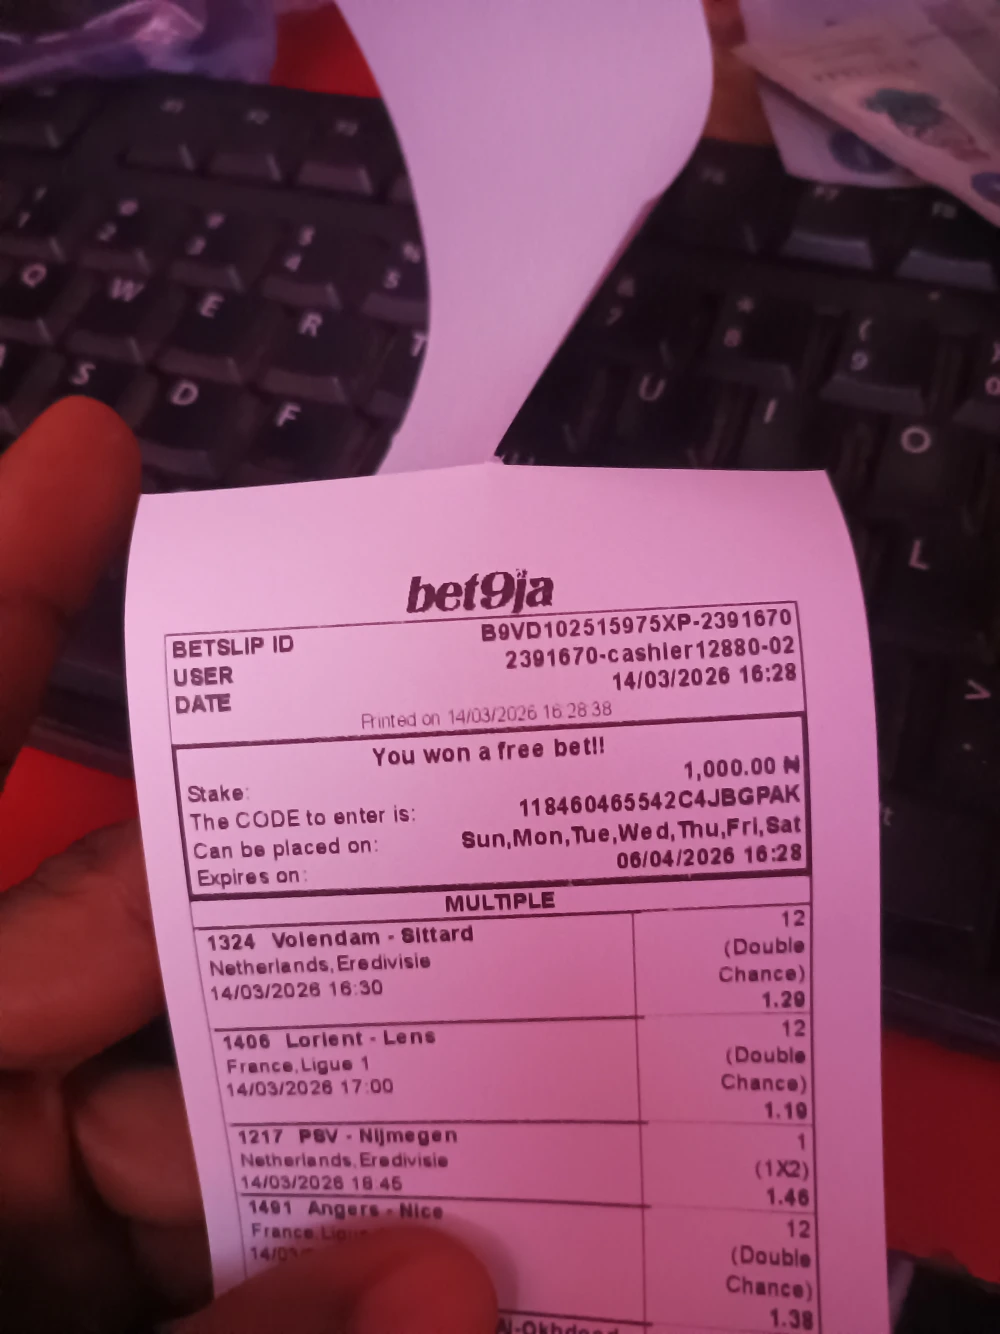 bet9ja
BETSLIP ID B9VD102515975XP-2391670
USER 2391670-cashier12880-02
DATE 14/03/2026 16:28
Printed on 14/03/2026 16:28:38
You won a free bet!!
Stake: 1,000.00 ₦
The CODE to enter is: 118460465542C4JBGPAK
Can be placed on: Sun,Mon,Tue,Wed,Thu,Fri,Sat
Expires on: 06/04/2026 16:28
MULTIPLE
1324 Volendam - Sittard 12
Netherlands,Eredivisie (Double
14/03/2026 16:30 Chance)
1.29
1406 Lorient - Lens 12
France,Ligue 1 (Double
14/03/2026 17:00 Chance)
1.19
1217 PSV - Nijmegen 1
Netherlands,Eredivisie (1X2)
14/03/2026 18:45 1.46
1491 Angers - Nice 12
France,Ligue (Double
14/03 Chance)
1.38
Q W E R T U I O
S D F L